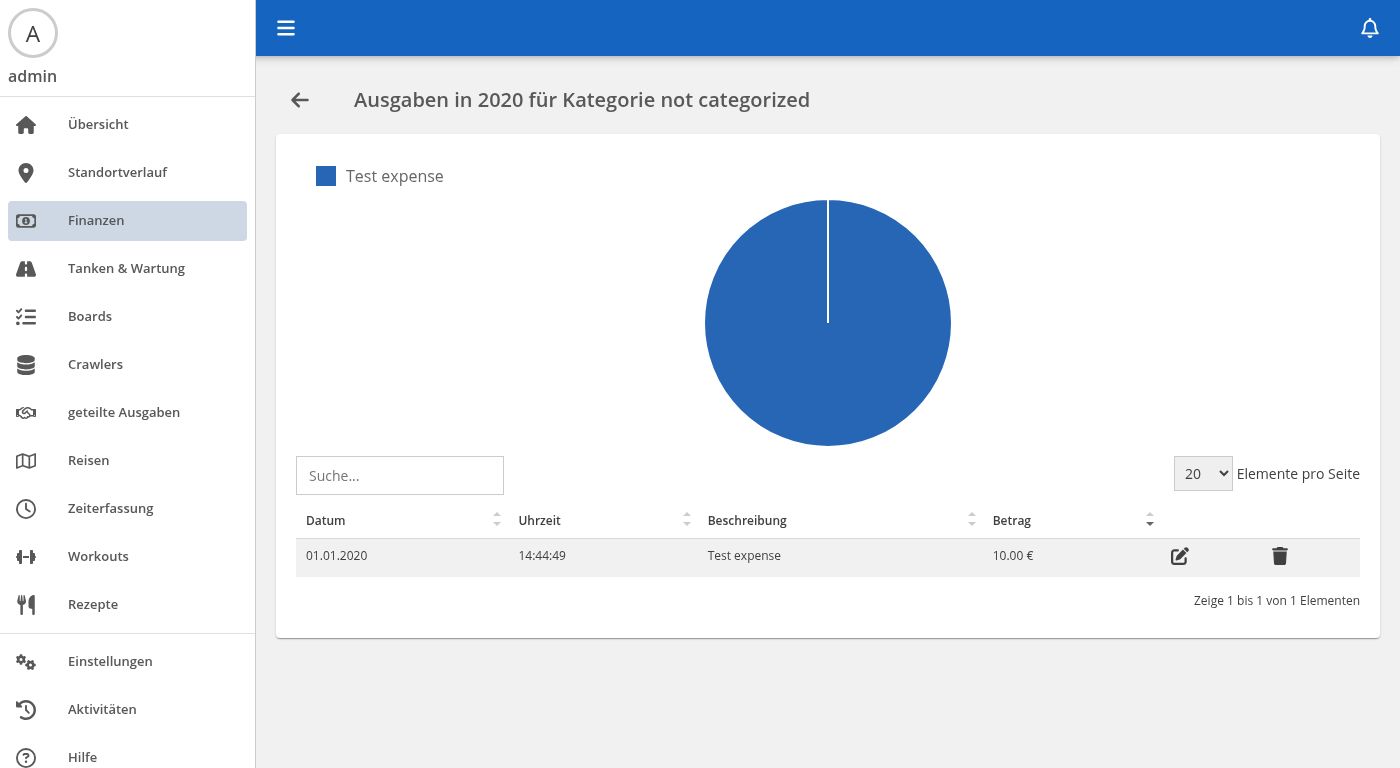 A
admin
Übersicht
Standortverlauf
Finanzen
Tanken & Wartung
Boards
Crawlers
geteilte Ausgaben
Reisen
Zeiterfassung
Workouts
Rezepte
Einstellungen
Aktivitäten
Hilfe
Ausgaben in 2020 für Kategorie not categorized
Test expense
Suche...
20 Elemente pro Seite
Datum Uhrzeit Beschreibung Betrag
01.01.2020 14:44:49 Test expense 10.00 €
Zeige 1 bis 1 von 1 Elementen